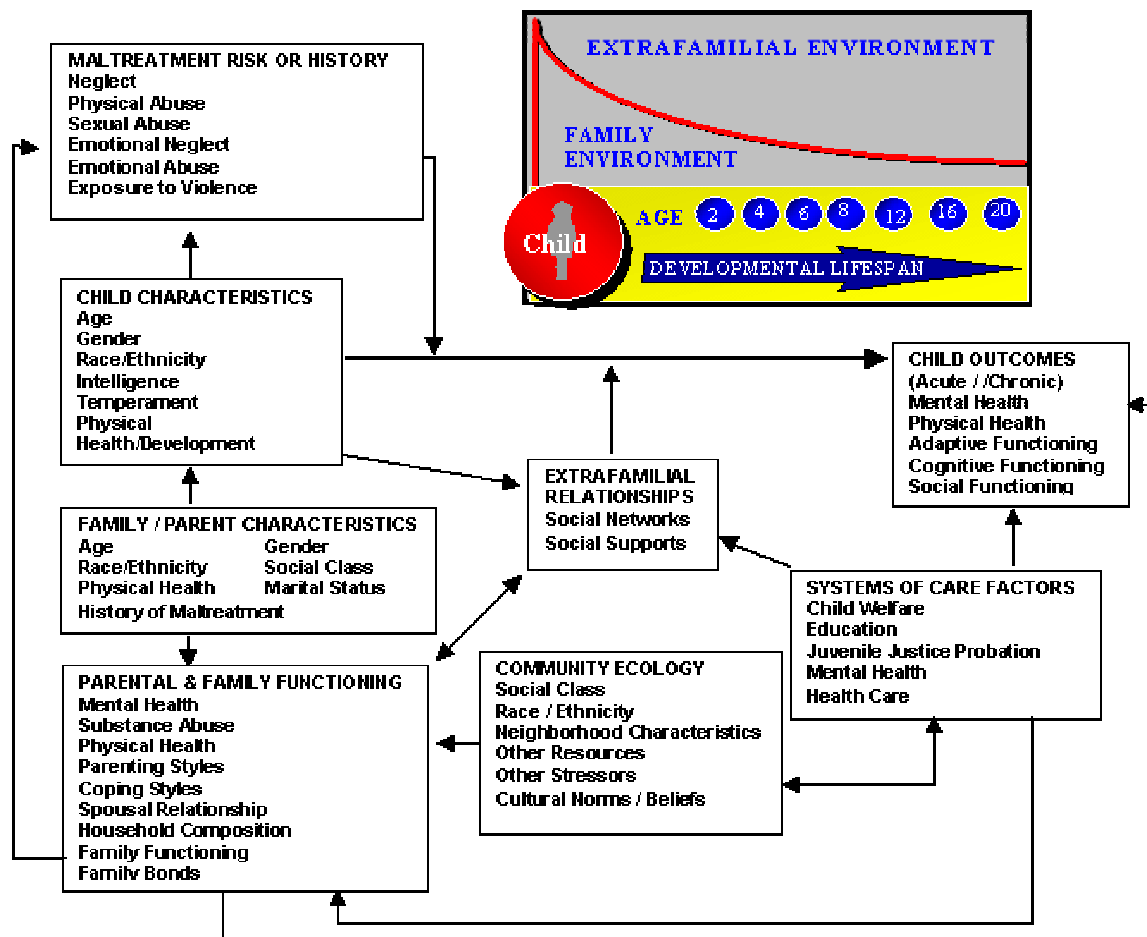 MALTREATMENT RISK OR HISTORY
Neglect
Physical Abuse
Sexual Abuse
Emotional Neglect
Emotional Abuse
Exposure to Violence
EXTRAFAMILIAL ENVIRONMENT
FAMILY
ENVIRONMENT
Child
AGE 2 4 6 8 12 16 20
DEVELOPMENTAL LIFESPAN
CHILD CHARACTERISTICS
Age
Gender
Race/Ethnicity
Intelligence
Temperament
Physical
Health/Development
CHILD OUTCOMES
(Acute / /Chronic)
Mental Health
Physical Health
Adaptive Functioning
Cognitive Functioning
Social Functioning
EXTRAFAMILIAL
RELATIONSHIPS
Social Networks
Social Supports
FAMILY / PARENT CHARACTERISTICS
Age Gender
Race/Ethnicity Social Class
Physical Health Marital Status
History of Maltreatment
SYSTEMS OF CARE FACTORS
Child Welfare
Education
Juvenile Justice Probation
Mental Health
Health Care
PARENTAL & FAMILY FUNCTIONING
Mental Health
Substance Abuse
Physical Health
Parenting Styles
Coping Styles
Spousal Relationship
Household Composition
Family Functioning
Family Bonds
COMMUNITY ECOLOGY
Social Class
Race / Ethnicity
Neighborhood Characteristics
Other Resources
Other Stressors
Cultural Norms / Beliefs